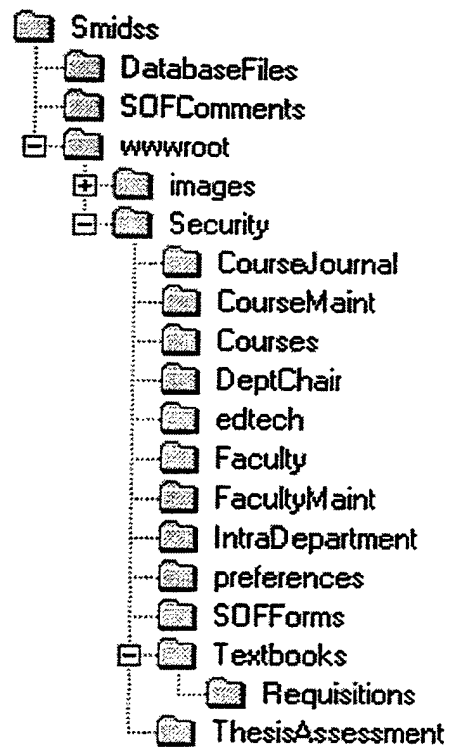 Smidss
DatabaseFiles
SOFComments
wwwroot
images
Security
CourseJournal
CourseMaint
Courses
DeptChair
edtech
Faculty
FacultyMaint
IntraDepartment
preferences
SOFForms
Textbooks
Requisitions
ThesisAssessment